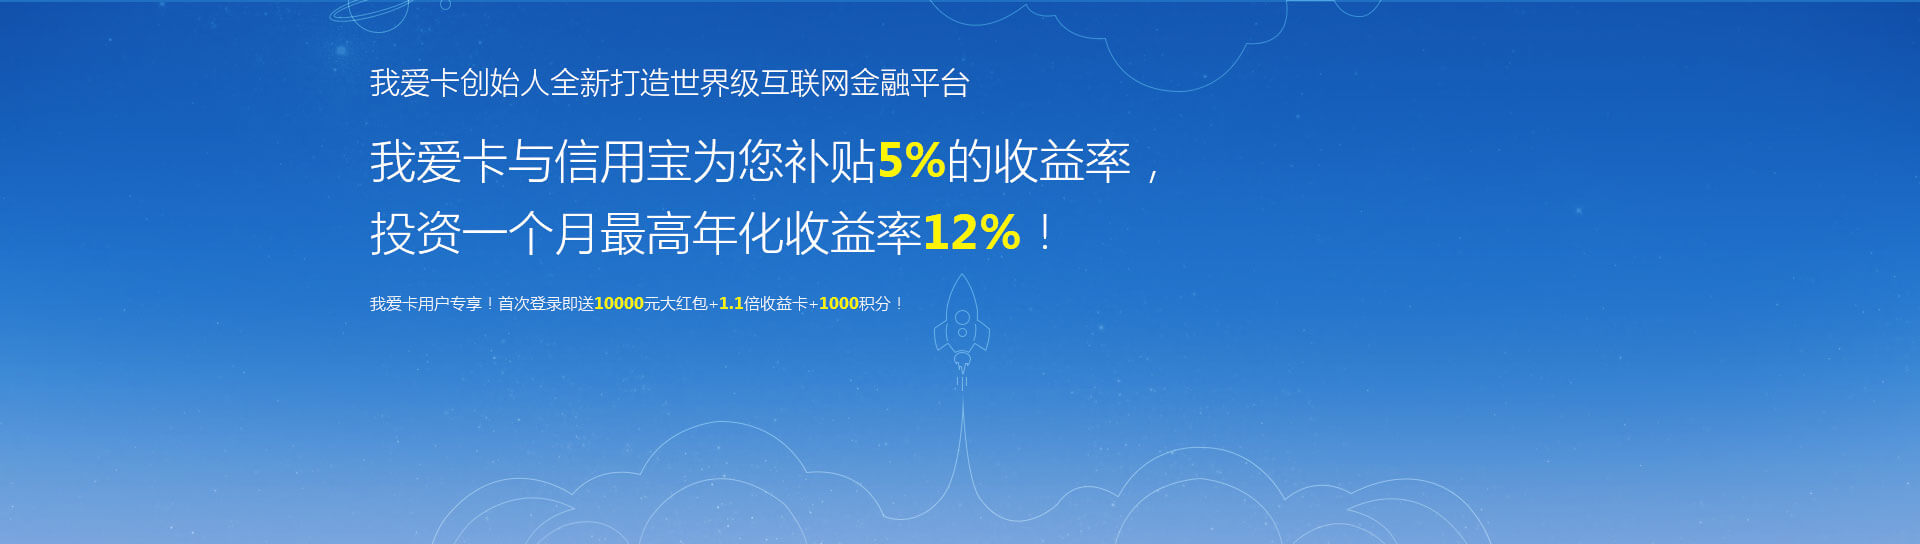 我爱卡创始人全新打造世界级互联网金融平台
我爱卡与信用宝为您补贴5%的收益率，
投资一个月最高年化收益率12%！
我爱卡用户专享！首次登录即送10000元大红包+1.1倍收益卡+1000积分！